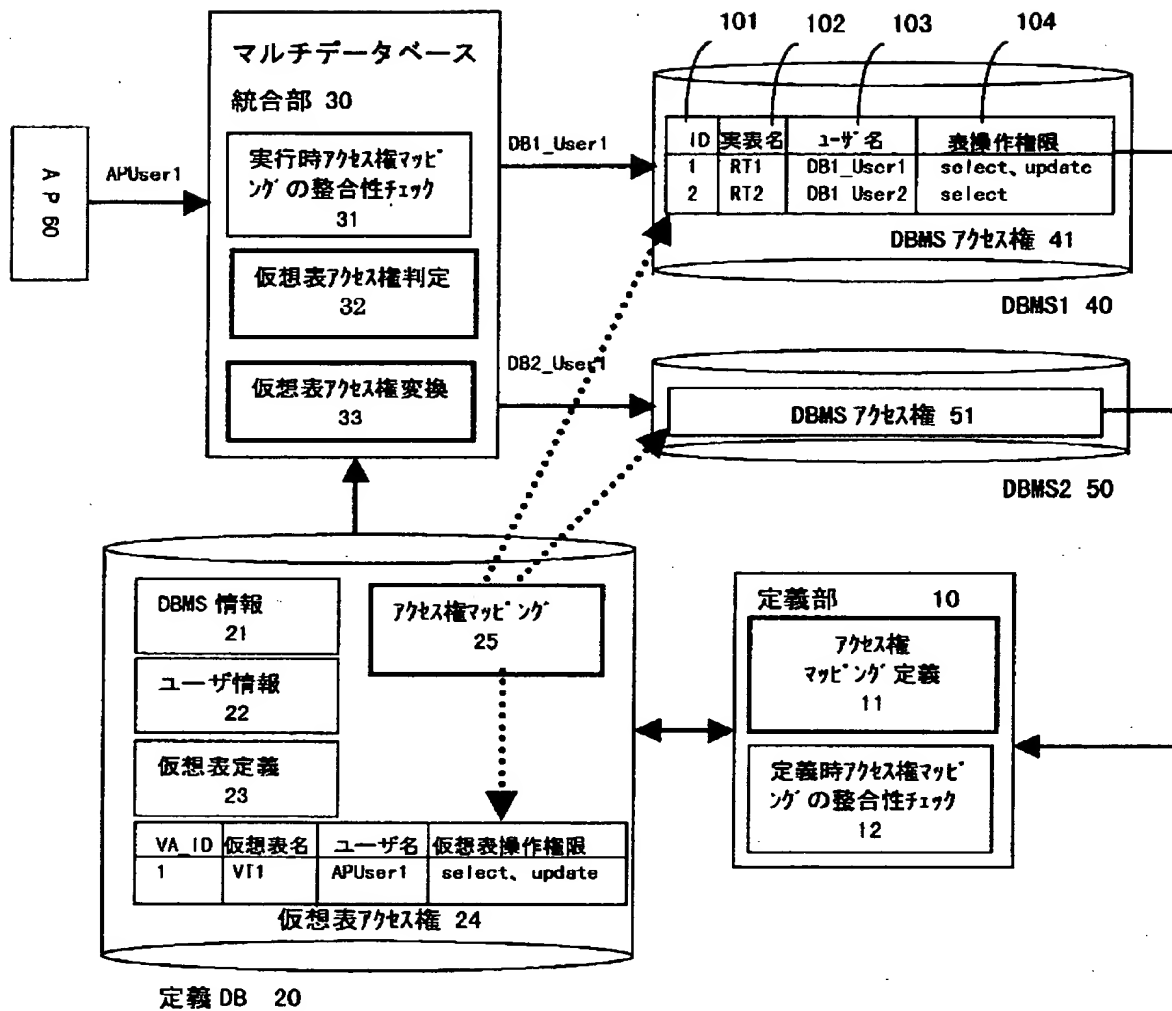 101 102 103 104
マルチデータベース
統合部 30
実行時アクセス権マッピ
ングの整合性チェック
31
仮想表アクセス権判定
32
仮想表アクセス権変換
33
AP 60
APUser1
DB1_User1
DB2_User1
ID 実表名 ユーザ名 表操作権限
1 RT1 DB1_User1 select、update
2 RT2 DB1 User2 select
DBMS アクセス権 41
DBMS1 40
DBMS アクセス権 51
DBMS2 50
DBMS 情報
21
ユーザ情報
22
仮想表定義
23
アクセス権マッピング
25
VA_ID 仮想表名 ユーザ名 仮想表操作権限
1 VT1 APUser1 select、update
仮想表アクセス権 24
定義 DB 20
定義部 10
アクセス権
マッピング定義
11
定義時アクセス権マッピ
ングの整合性チェック
12